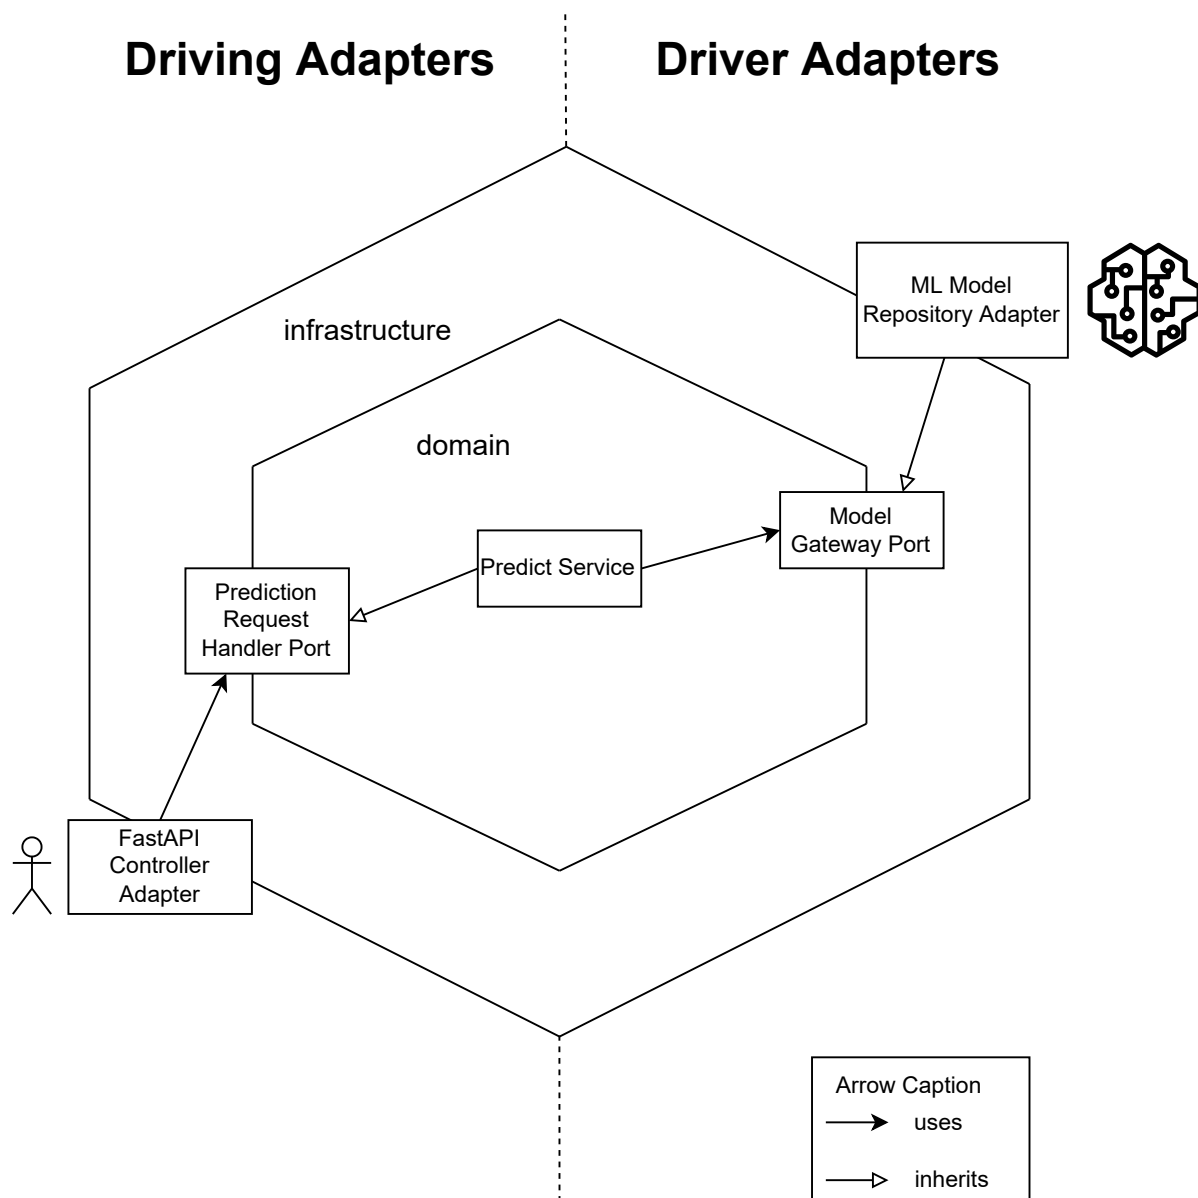 Driving Adapters
Driver Adapters
ML Model
Repository Adapter
infrastructure
domain
Model
Gateway Port
Predict Service
Prediction
Request
Handler Port
FastAPI
Controller
Adapter
Arrow Caption
uses
inherits